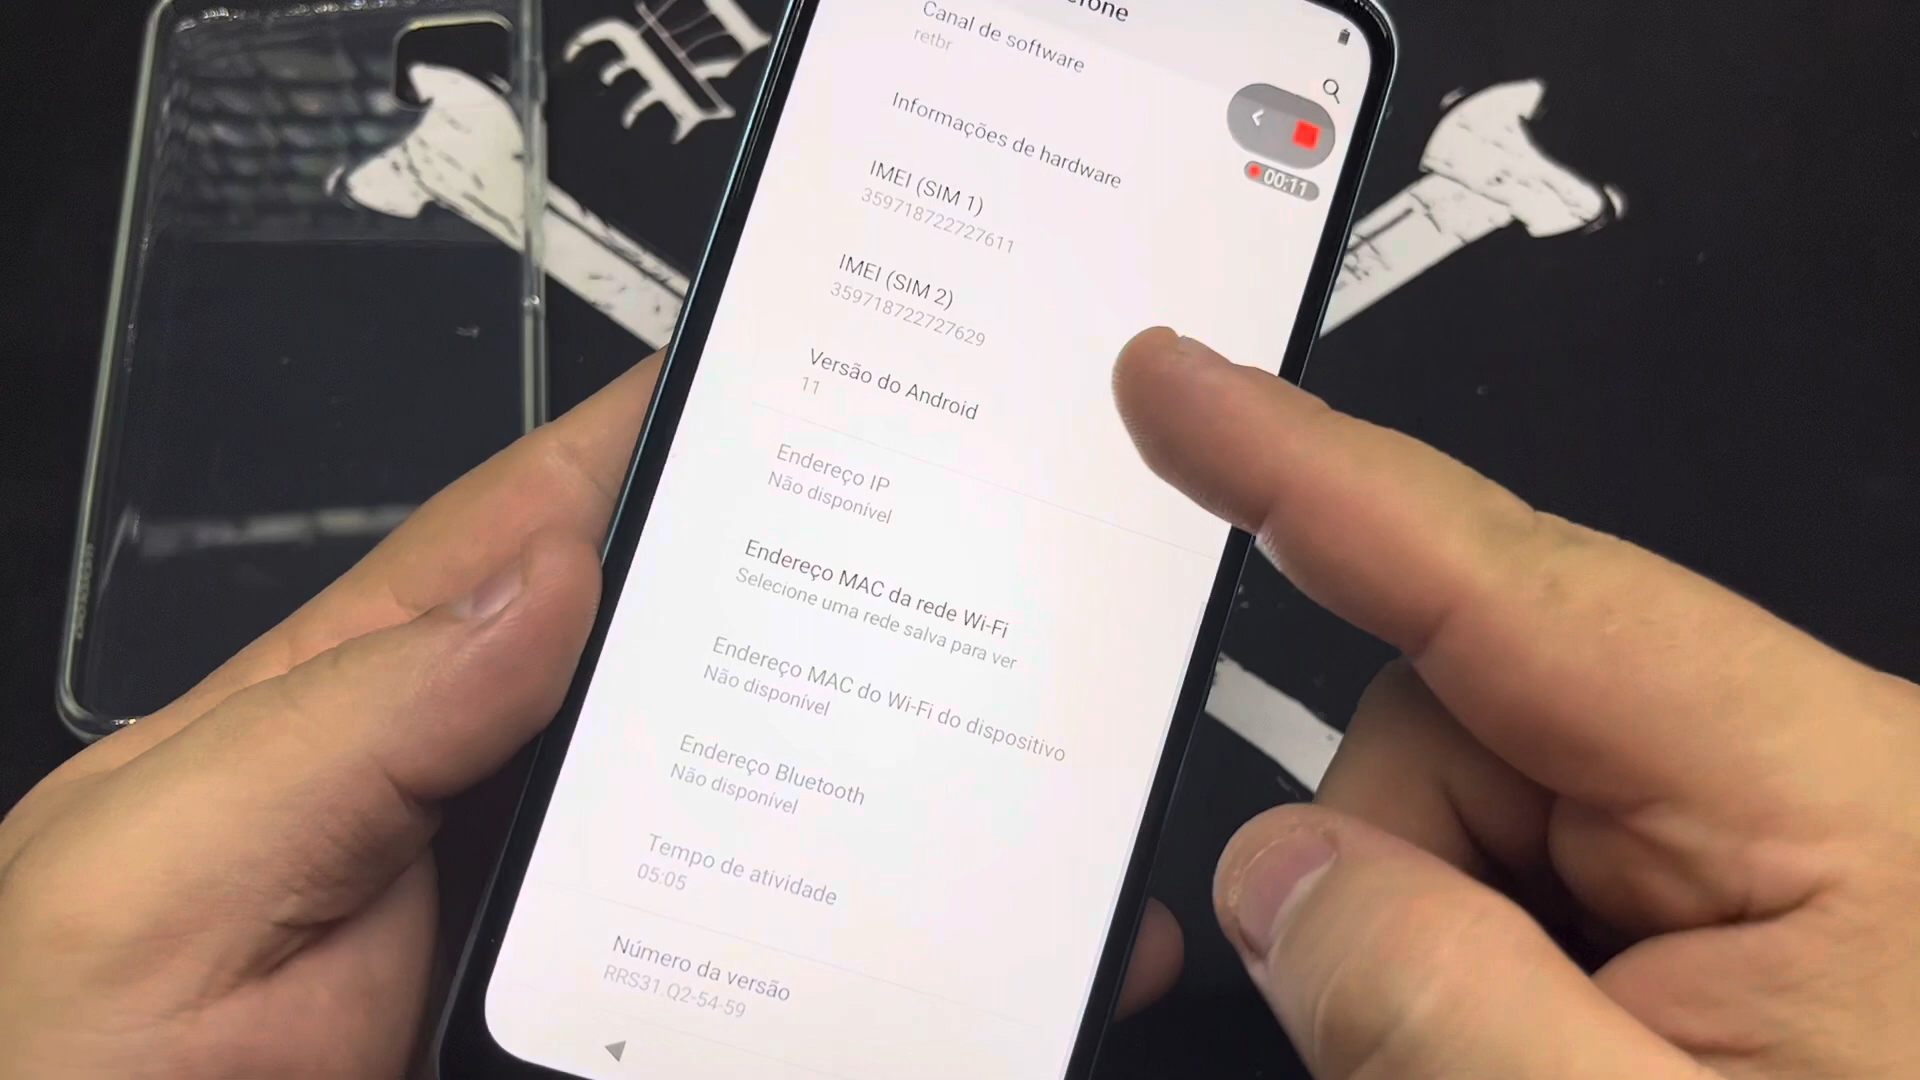 Canal de software
retbr
Informações de hardware
00:11
IMEI (SIM 1)
359718722727611
IMEI (SIM 2)
359718722727629
Versão do Android
11
Endereço IP
Não disponível
Endereço MAC da rede Wi-Fi
Selecione uma rede salva para ver
Endereço MAC do Wi-Fi do dispositivo
Não disponível
Endereço Bluetooth
Não disponível
Tempo de atividade
05:05
Número da versão
RRS31.Q2-54-59